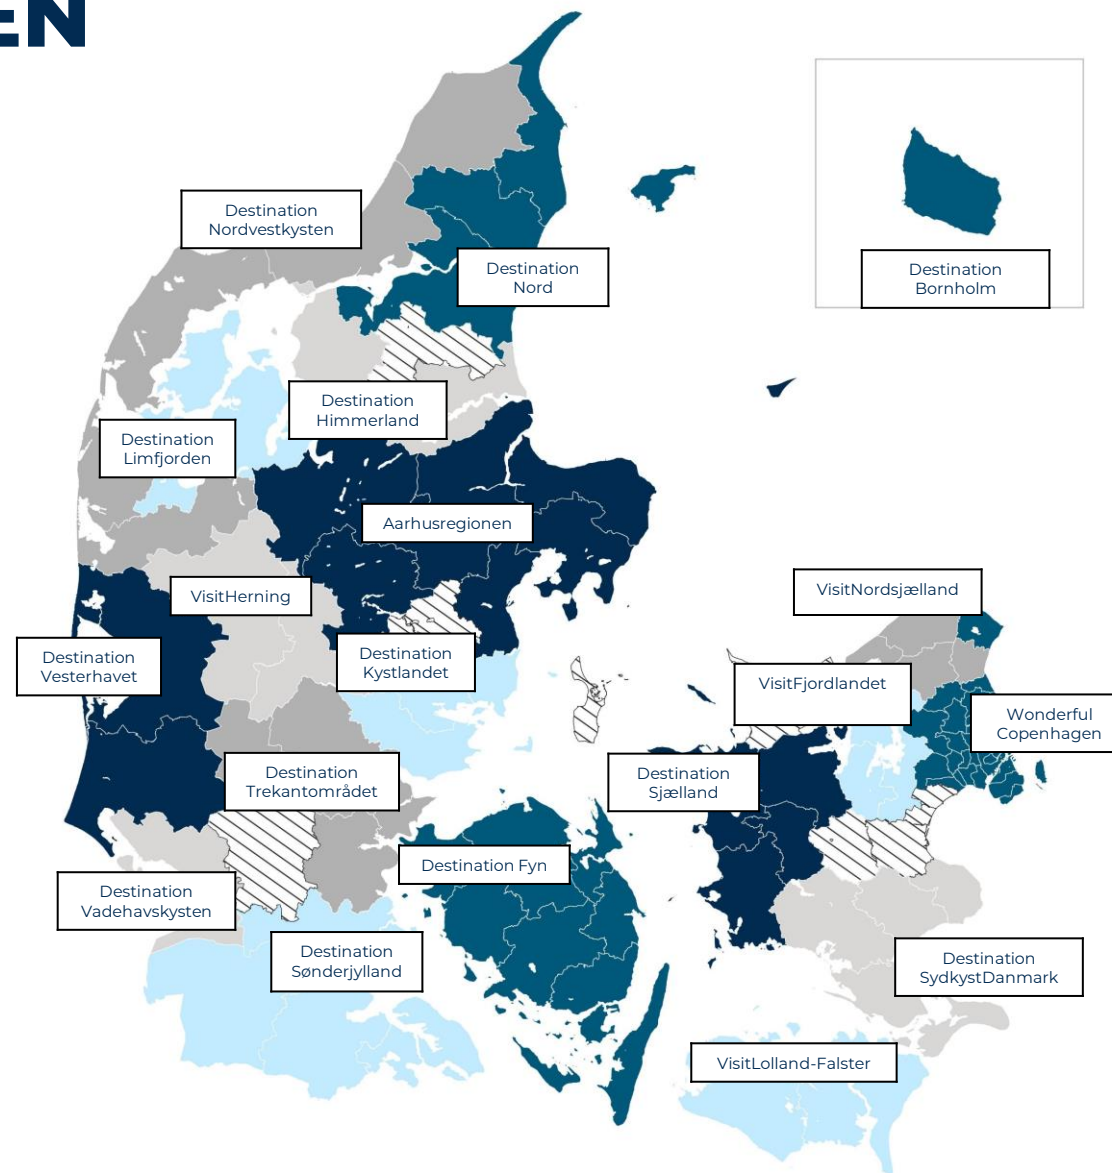 EN
Destination
Nordvestkysten
Destination
Nord
Destination
Bornholm
Destination
Himmerland
Destination
Limfjorden
Aarhusregionen
VisitHerning
VisitNordsjælland
Destination
Vesterhavet
Destination
Kystlandet
VisitFjordlandet
Wonderful
Copenhagen
Destination
Trekantområdet
Destination
Sjælland
Destination Fyn
Destination
Vadehavskysten
Destination
Sønderjylland
Destination
SydkystDanmark
VisitLolland-Falster